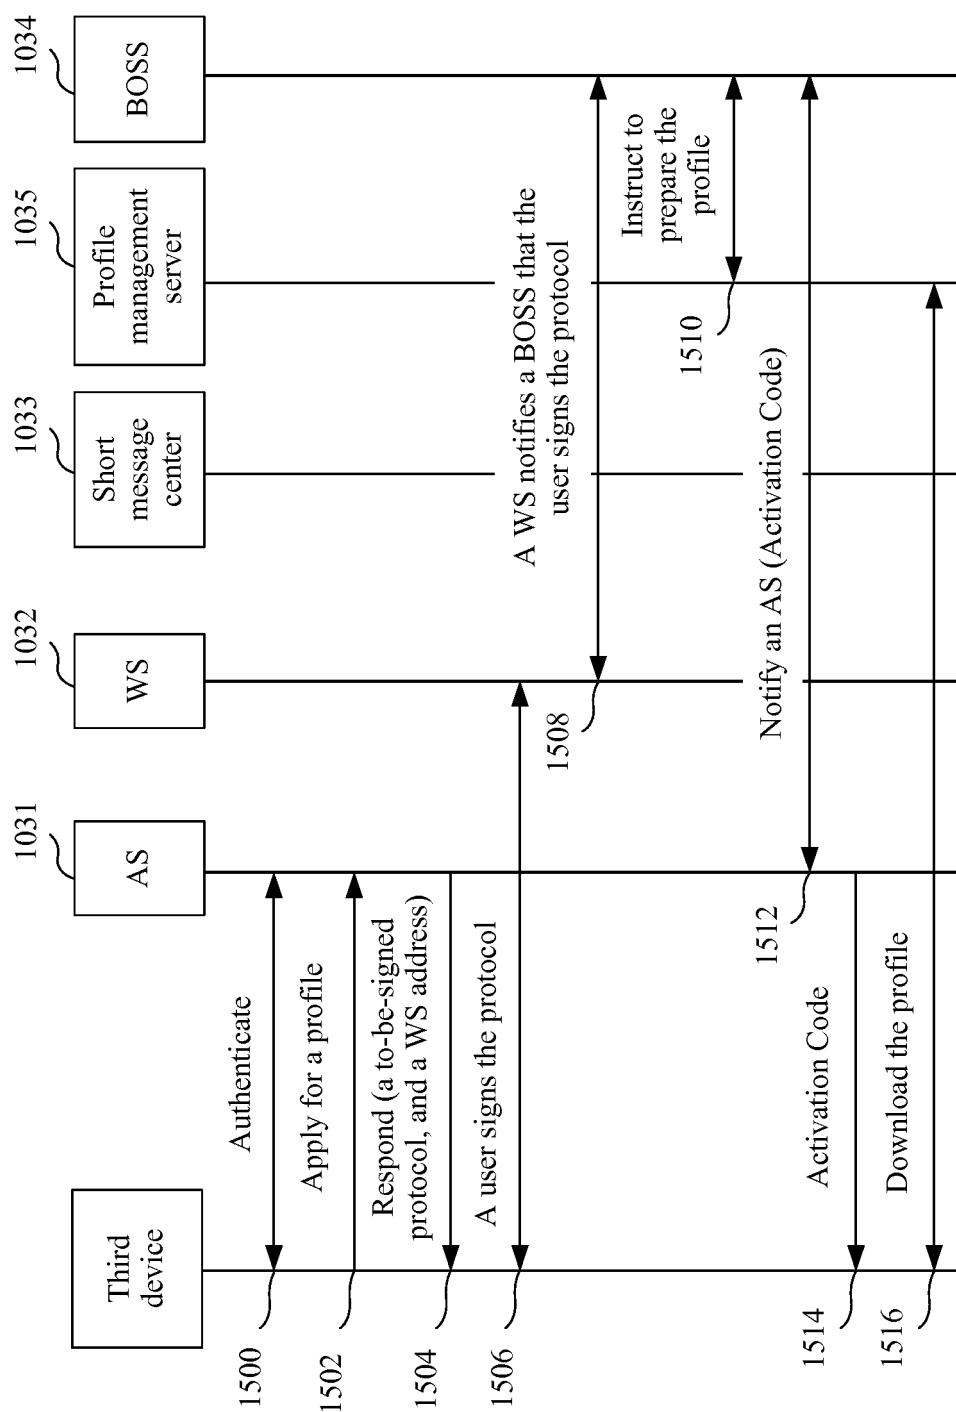 Third
device
AS
1031
WS
1032
Short
message
center
1033
Profile
management
server
1035
BOSS
1034
Authenticate
1500
Apply for a profile
1502
Respond (a to-be-signed
protocol, and a WS address)
1504
A user signs the protocol
1506
A WS notifies a BOSS that the
user signs the protocol
1508
Instruct to
prepare the
profile
1510
Notify an AS (Activation Code)
1512
Activation Code
1514
Download the profile
1516